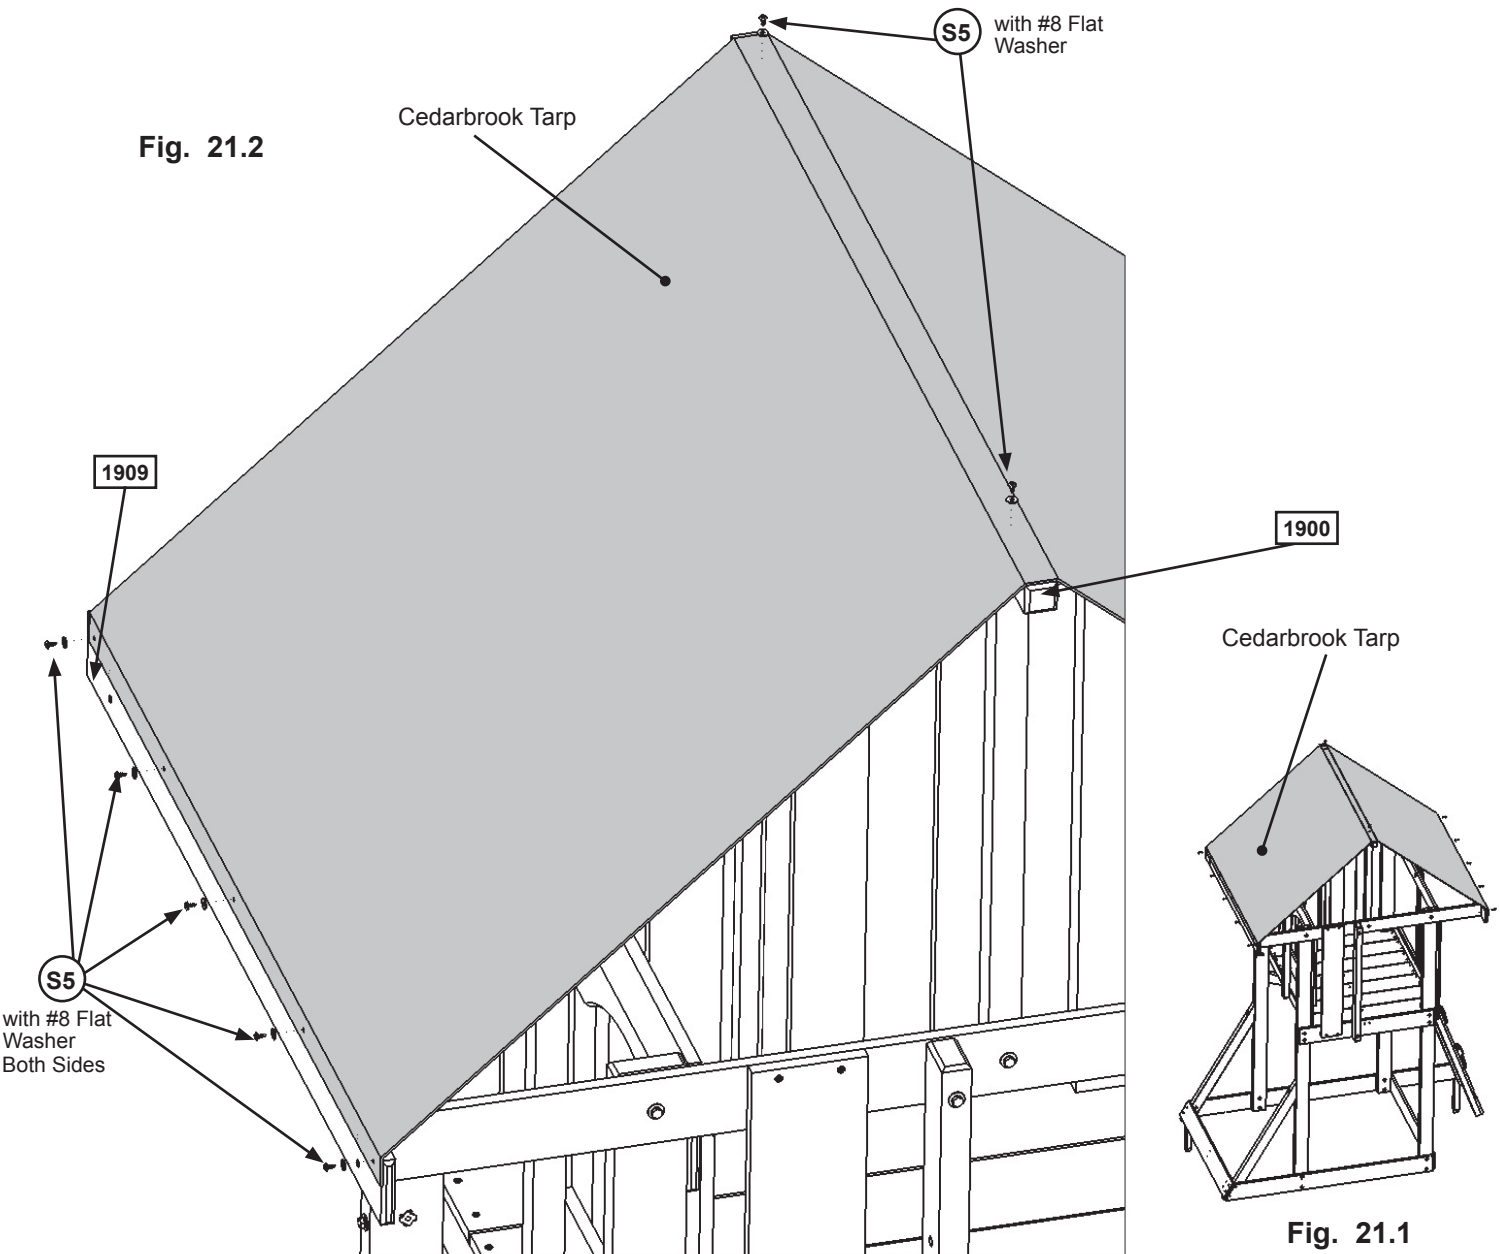 S5
with #8 Flat
Washer
Cedarbrook Tarp
Fig. 21.2
1909
1900
Cedarbrook Tarp
S5
with #8 Flat
Washer
Both Sides
Fig. 21.1